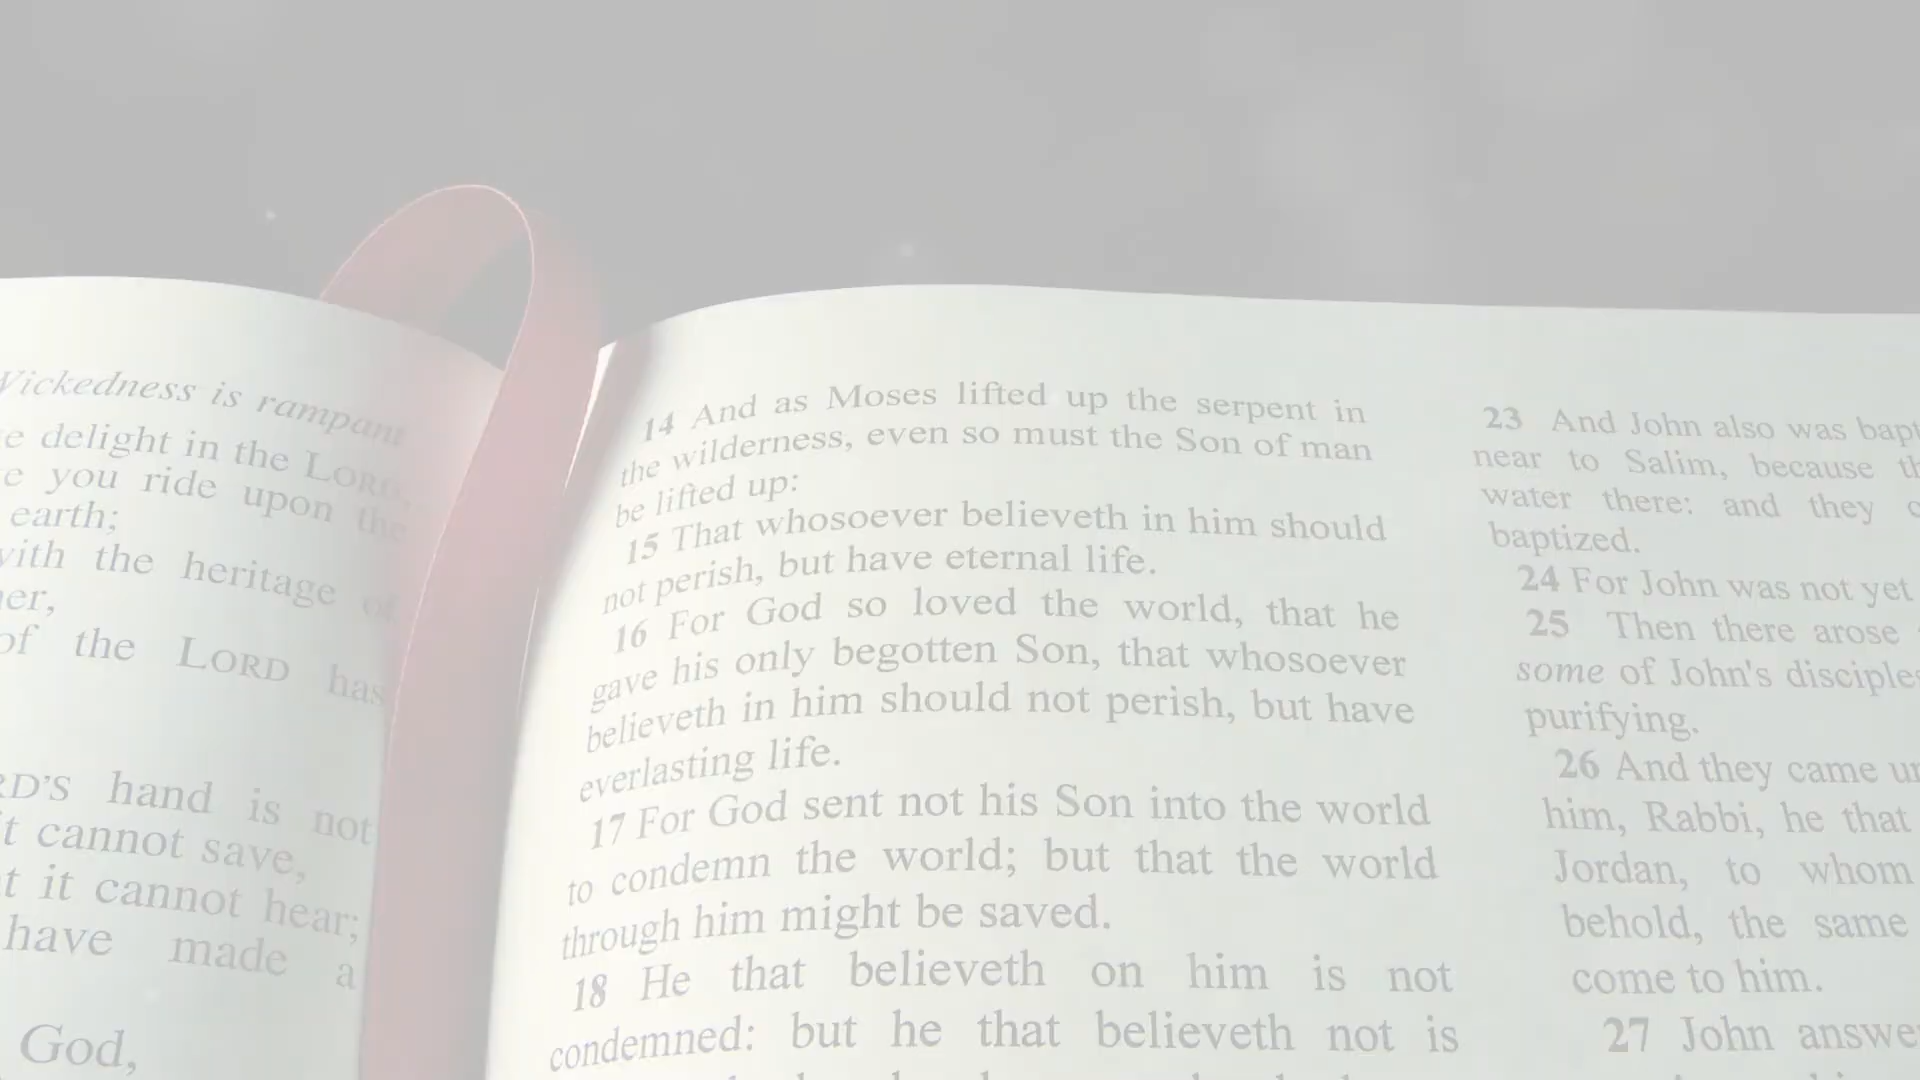 Wickedness is rampant
delight in the LORD,
you ride upon the
earth;
with the heritage of
of the LORD has
hand is not
it cannot save,
it cannot hear;
have made a
God,
14 And as Moses lifted up the serpent in
the wilderness, even so must the Son of man
be lifted up:
15 That whosoever believeth in him should
not perish, but have eternal life.
16 For God so loved the world, that he
gave his only begotten Son, that whosoever
believeth in him should not perish, but have
everlasting life.
17 For God sent not his Son into the world
to condemn the world; but that the world
through him might be saved.
18 He that believeth on him is not
condemned: but he that believeth not is
23 And John also was
near to Salim, because
water there: and they
baptized.
24 For John was not yet
25 Then there arose
some of John's disciples
purifying.
26 And they came
him, Rabbi, he that
Jordan, to whom
behold, the same
come to him.
27 John